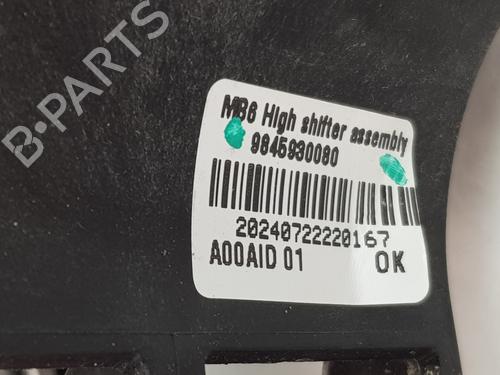 B-PARTS
MB6 High shifter assembly
9845930080
20240722220167
A00AID 01 OK